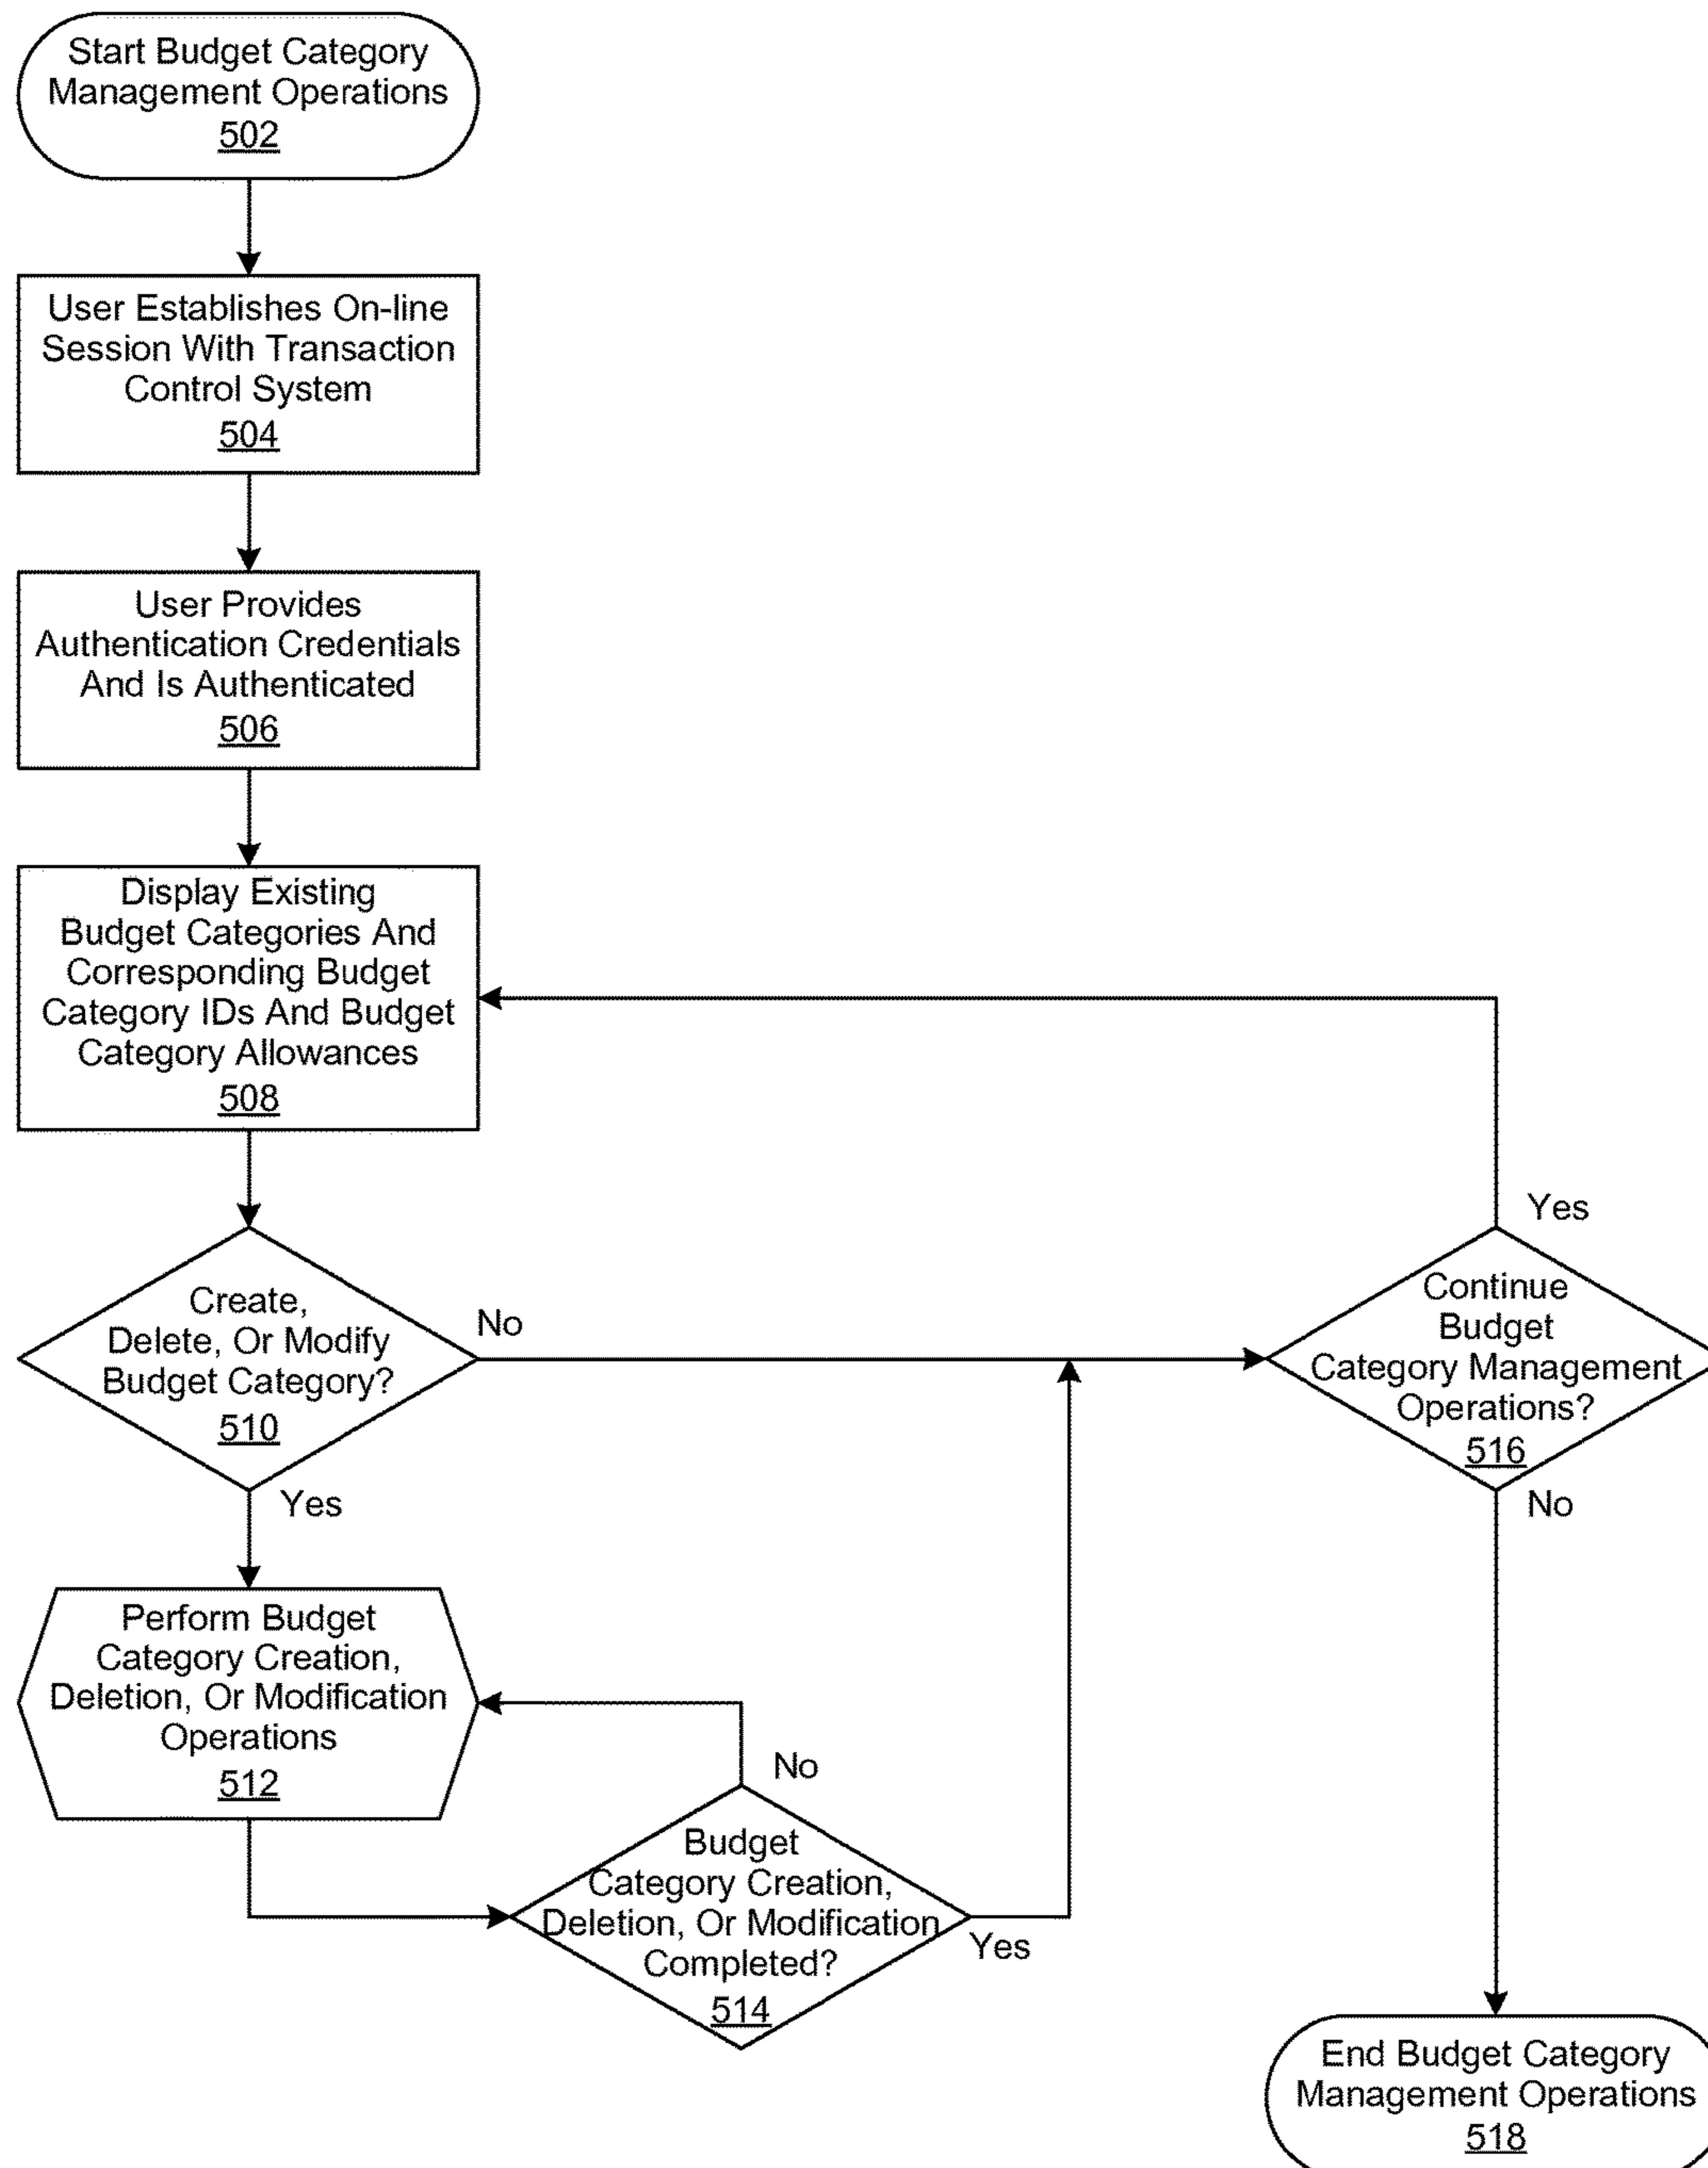 Start Budget Category
Management Operations
502
User Establishes On-line
Session With Transaction
Control System
504
User Provides
Authentication Credentials
And Is Authenticated
506
Display Existing
Budget Categories And
Corresponding Budget
Category IDs And Budget
Category Allowances
508
Create,
Delete, Or Modify
Budget Category?
510
No
Yes
Perform Budget
Category Creation,
Deletion, Or Modification
Operations
512
No
Budget
Category Creation,
Deletion, Or Modification
Completed?
514
Yes
Yes
Continue
Budget
Category Management
Operations?
516
No
End Budget Category
Management Operations
518